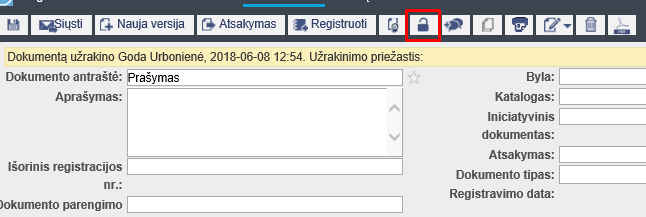 Siųsti Nauja versija Atsakymas Registruoti
Dokumentą užrakino Goda Urbonienė, 2018-06-08 12:54. Užrakinimo priežastis:
Dokumento antraštė: Prašymas
Byla:
Aprašymas:
Katalogas:
Iniciatyvinis
dokumentas:
Atsakymas:
Išorinis registracijos
nr.:
Dokumento tipas:
Registravimo data:
Dokumento parengimo